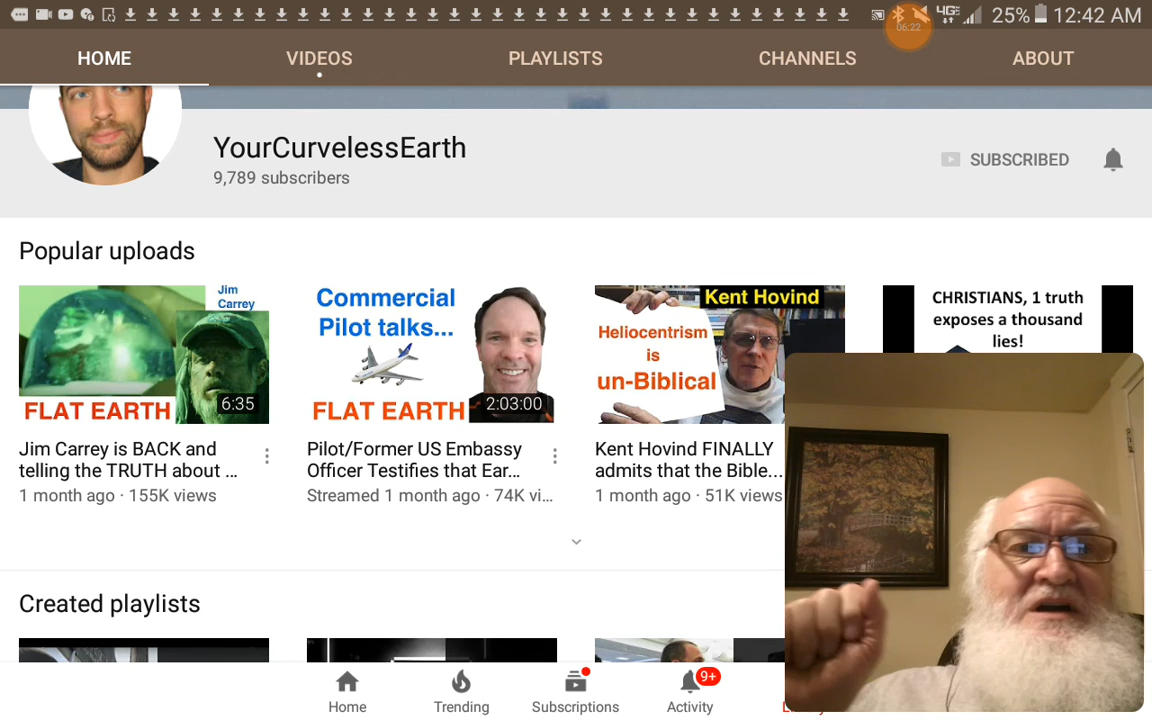 06:22
4G
25%
12:42 AM
HOME
VIDEOS
PLAYLISTS
CHANNELS
ABOUT
YourCurvelessEarth
9,789 subscribers
SUBSCRIBED
Popular uploads
Jim
Carrey
FLAT EARTH
6:35
Commercial
Pilot talks...
FLAT EARTH
2:03:00
Kent Hovind
Heliocentrism
is
un-Biblical
CHRISTIANS, 1 truth
exposes a thousand
lies!
Jim Carrey is BACK and
telling the TRUTH about ...
1 month ago · 155K views
Pilot/Former US Embassy
Officer Testifies that Ear...
Streamed 1 month ago · 74K vi...
Kent Hovind FINALLY
admits that the Bible...
1 month ago · 51K views
Created playlists
Home
Trending
Subscriptions
9+
Activity